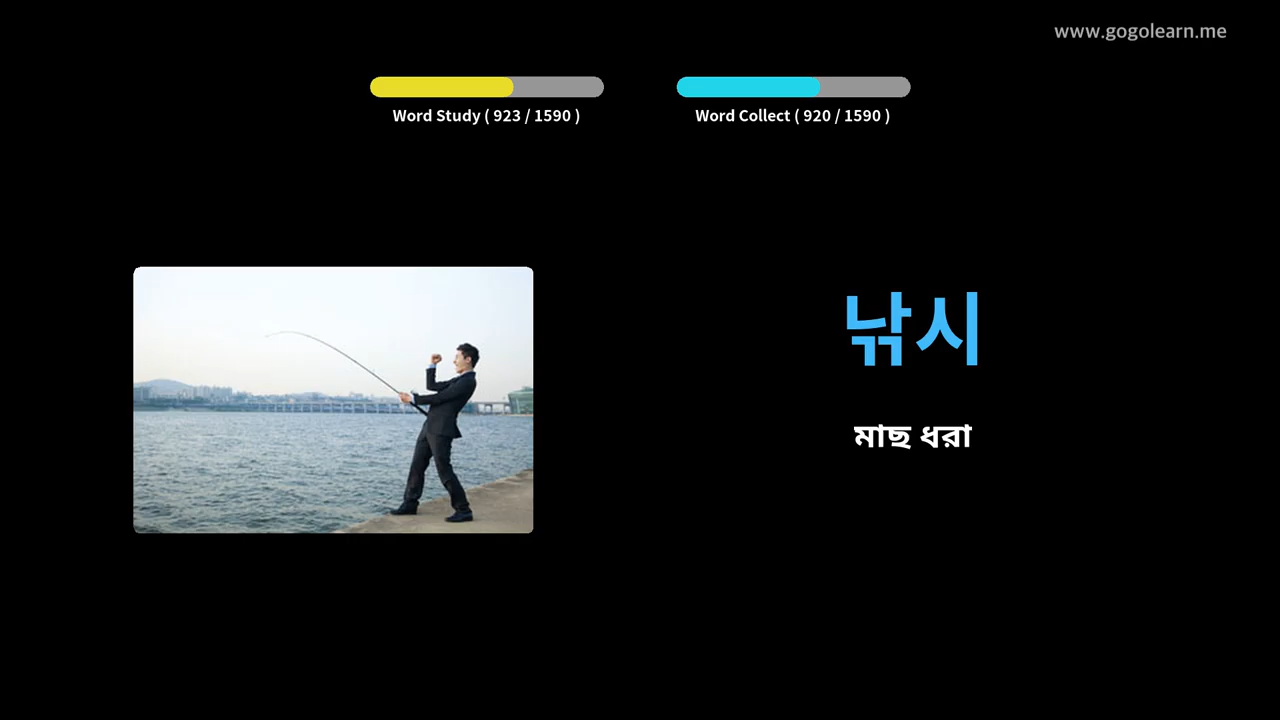 www.gogolearn.me
Word Study ( 923 / 1590 )
Word Collect ( 920 / 1590 )
낚시
মাছ ধরা